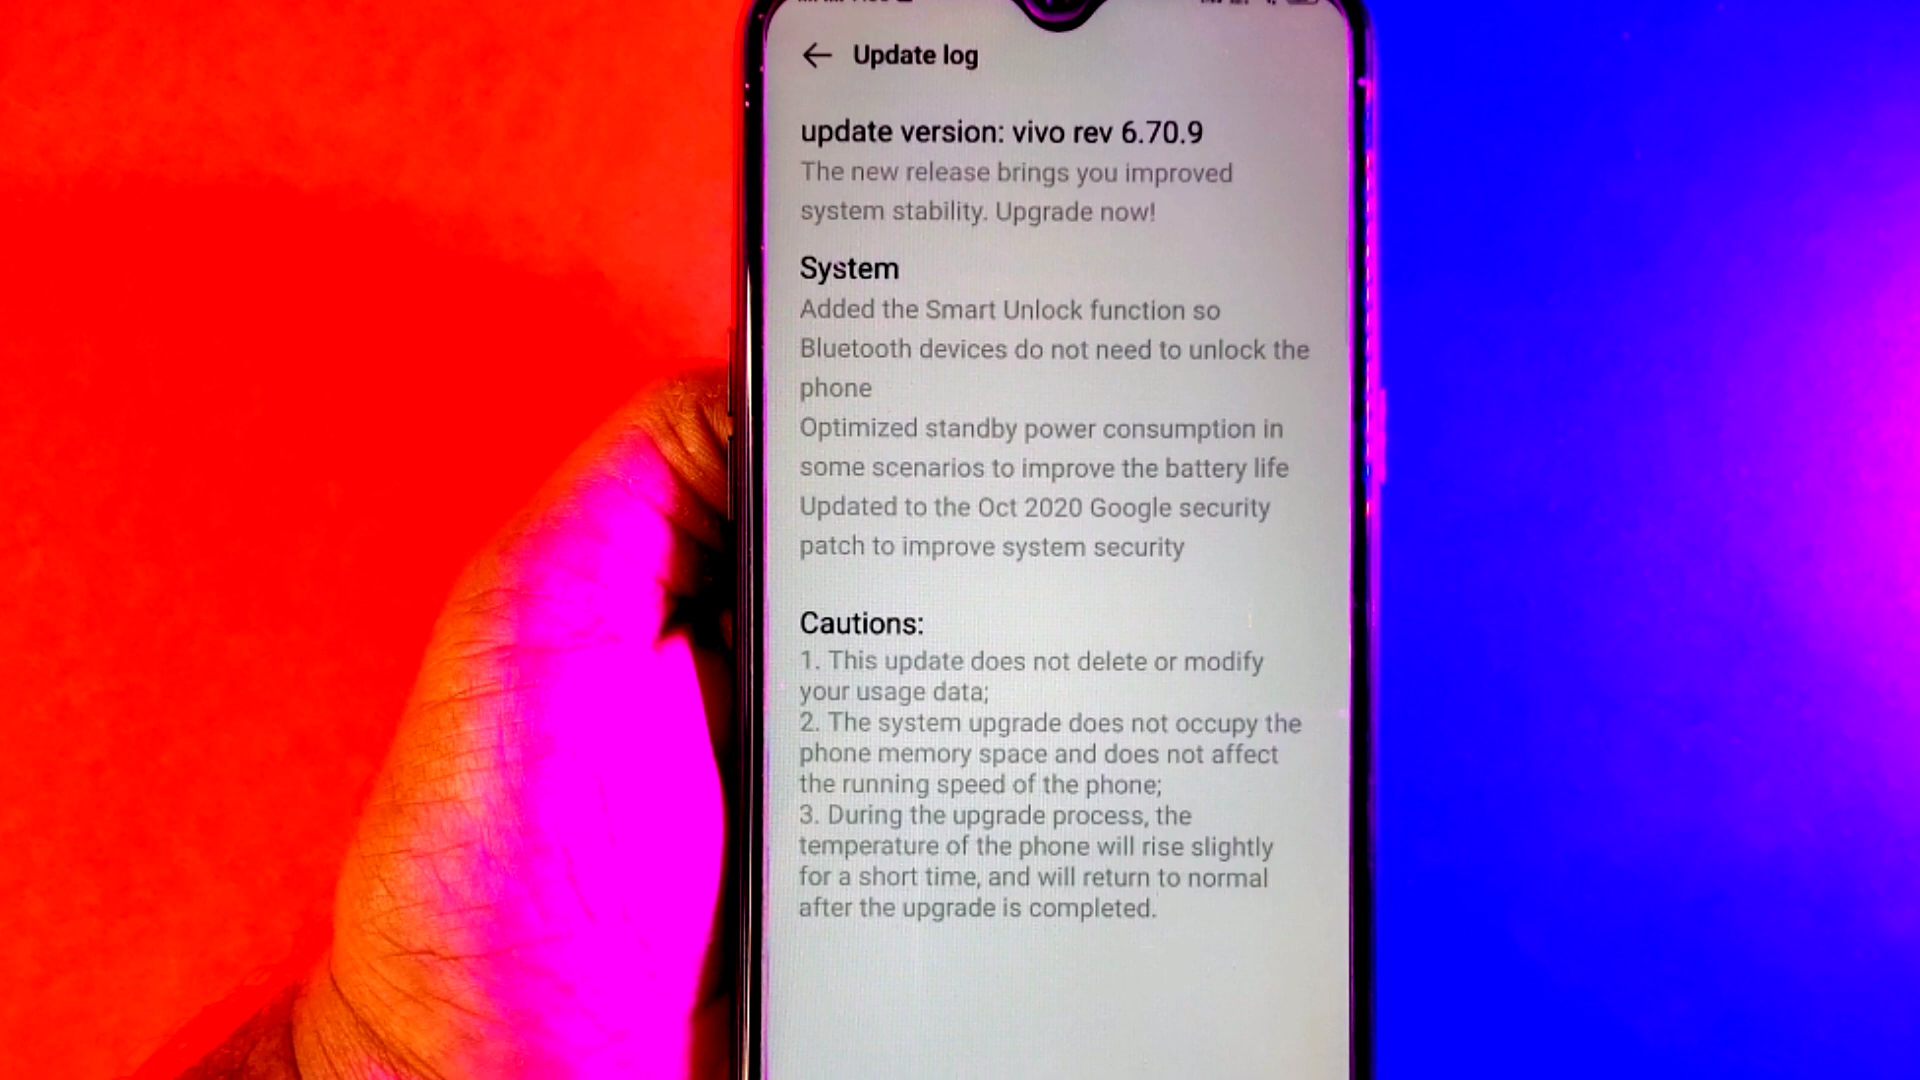 ← Update log
update version: vivo rev 6.70.9
The new release brings you improved
system stability. Upgrade now!
System
Added the Smart Unlock function so
Bluetooth devices do not need to unlock the
phone
Optimized standby power consumption in
some scenarios to improve the battery life
Updated to the Oct 2020 Google security
patch to improve system security
Cautions:
1. This update does not delete or modify
your usage data;
2. The system upgrade does not occupy the
phone memory space and does not affect
the running speed of the phone;
3. During the upgrade process, the
temperature of the phone will rise slightly
for a short time, and will return to normal
after the upgrade is completed.